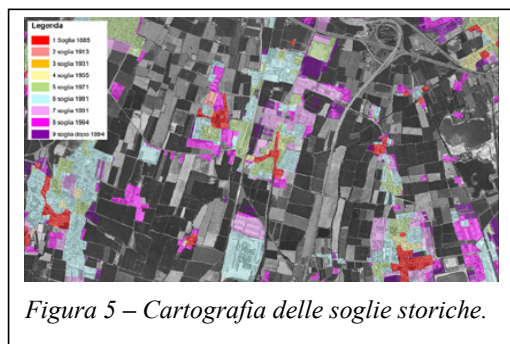 Legenda
1 Soglia 1885
2 soglia 1913
3 soglia 1931
4 soglia 1955
5 soglia 1971
6 soglia 1981
7 soglia 1991
8 soglia 1994
9 soglia dopo 1994
Figura 5 – Cartografia delle soglie storiche.